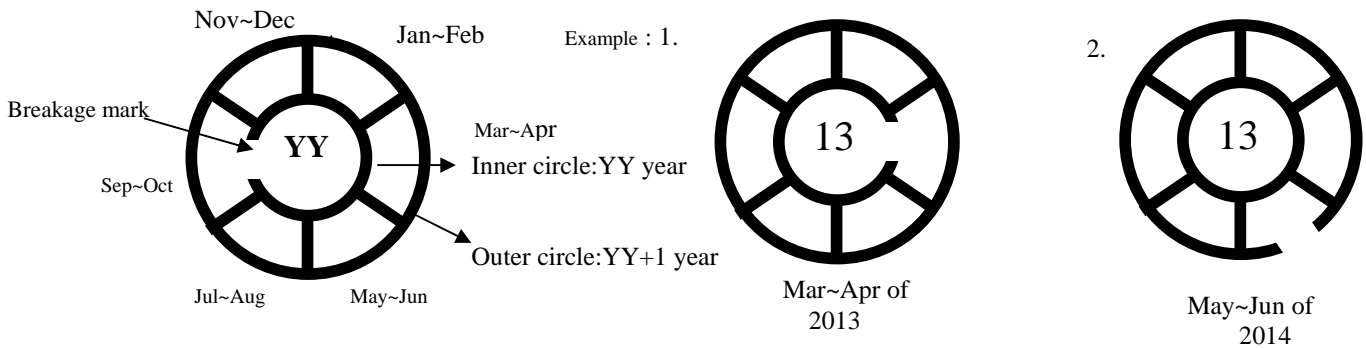 Nov~Dec
Jan~Feb
Example : 1.
2.
Breakage mark
YY
Mar~Apr
Inner circle:YY year
13
13
Sep~Oct
Outer circle:YY+1 year
Jul~Aug
May~Jun
Mar~Apr of
2013
May~Jun of
2014